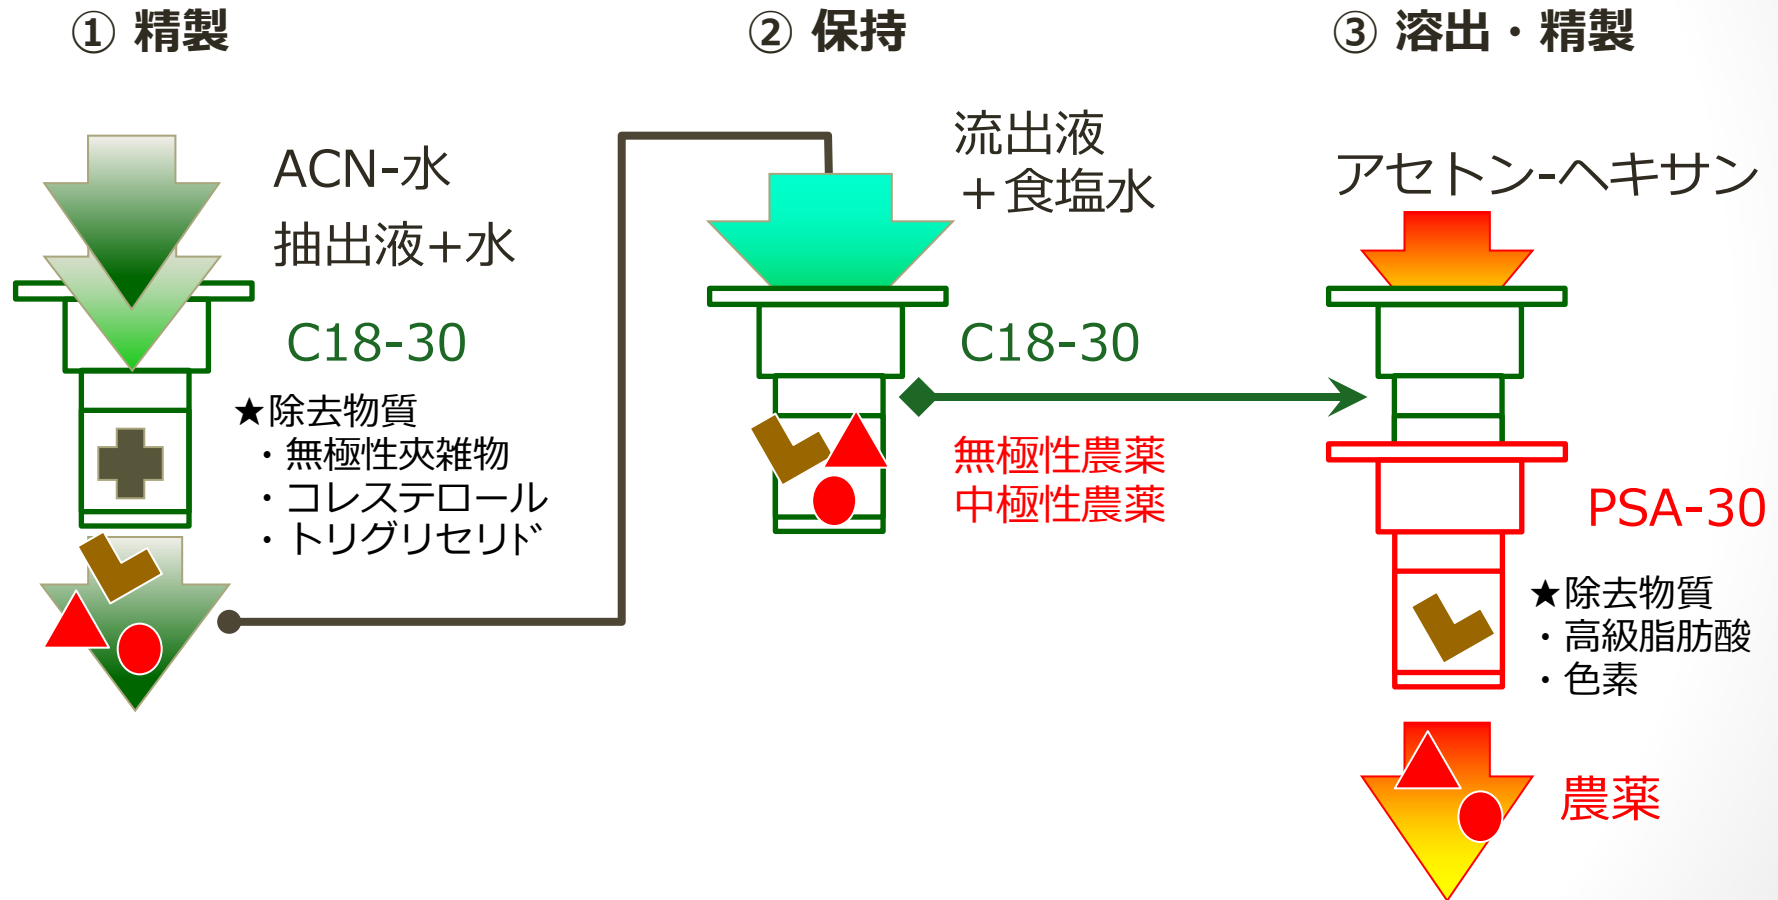 ① 精製
ACN-水
抽出液+水
C18-30
★除去物質
・無極性夾雑物
・コレステロール
・トリグリセリド
② 保持
流出液
＋食塩水
C18-30
無極性農薬
中極性農薬
③ 溶出・精製
アセトン-ヘキサン
PSA-30
★除去物質
・高級脂肪酸
・色素
農薬